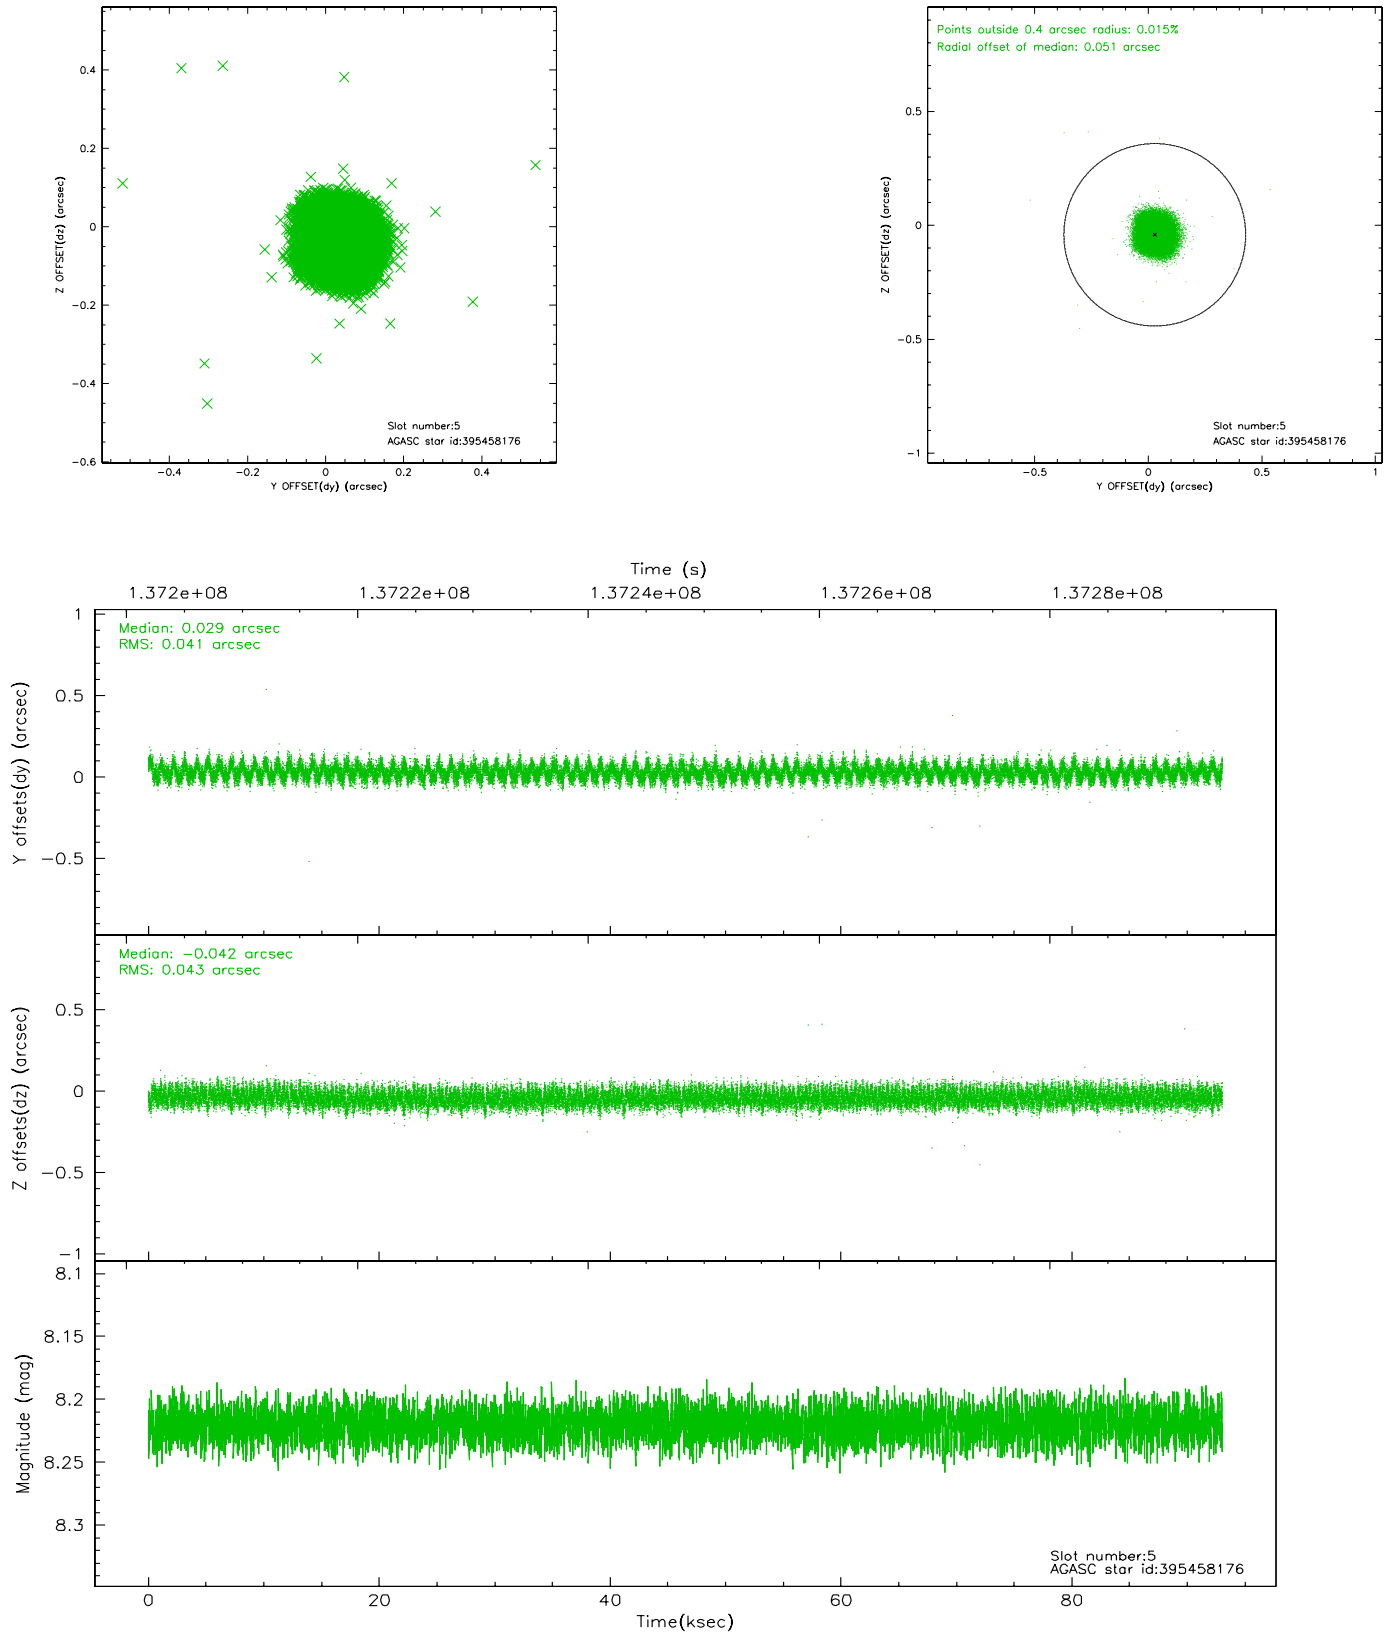 0.4
0.2
0
−0.2
−0.4
−0.6
Z OFFSET(dz) (arcsec)
−0.4
−0.2
0
0.2
0.4
Y OFFSET(dy) (arcsec)
Slot number:5
AGASC star id:395458176
Points outside 0.4 arcsec radius: 0.015%
Radial offset of median: 0.051 arcsec
0.5
0
−0.5
−1
Z OFFSET(dz) (arcsec)
−0.5
0
0.5
1
Y OFFSET(dy) (arcsec)
Slot number:5
AGASC star id:395458176
Time (s)
1.372e+08
1.3722e+08
1.3724e+08
1.3726e+08
1.3728e+08
Median: 0.029 arcsec
RMS: 0.041 arcsec
1
0.5
0
−0.5
Y offsets(dy) (arcsec)
Median: −0.042 arcsec
RMS: 0.043 arcsec
0.5
0
−0.5
−1
Z offsets(dz) (arcsec)
8.1
8.15
8.2
8.25
8.3
Magnitude (mag)
Slot number:5
AGASC star id:395458176
0
20
40
60
80
Time(ksec)